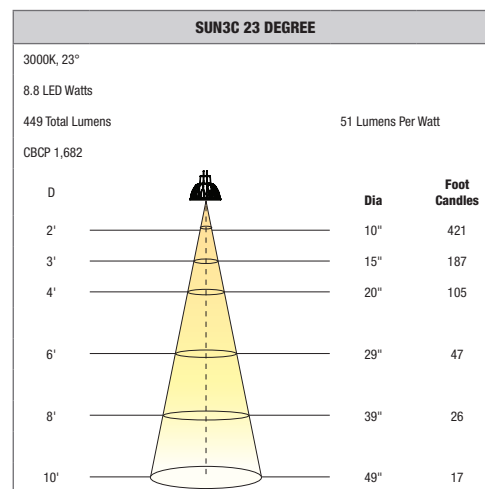 SUN3C 23 DEGREE
3000K, 23°
8.8 LED Watts
449 Total Lumens 51 Lumens Per Watt
CBCP 1,682
D Dia Foot Candles
2' 10" 421
3' 15" 187
4' 20" 105
6' 29" 47
8' 39" 26
10' 49" 17